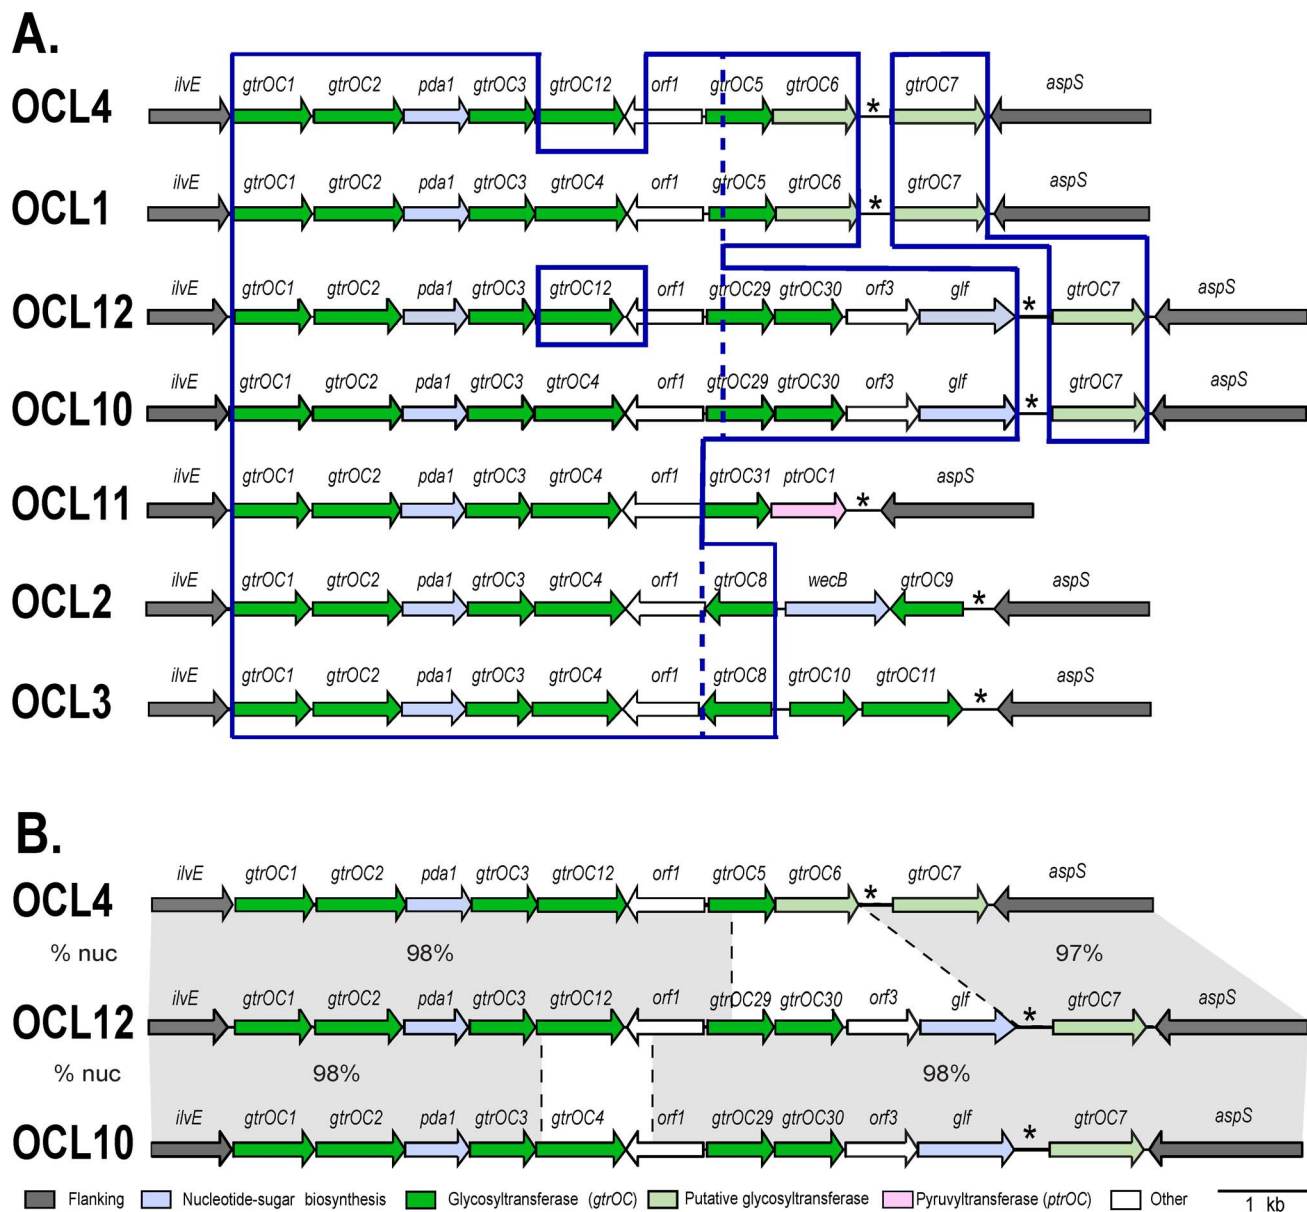 A.
OCL4 ilvE gtrOC1 gtrOC2 pda1 gtrOC3 gtrOC12 orf1 gtrOC5 gtrOC6 * gtrOC7 aspS
OCL1 gtrOC1 gtrOC2 pda1 gtrOC3 gtrOC4 orf1 gtrOC5 gtrOC6 * gtrOC7 aspS ilvE
OCL12 ilvE gtrOC1 gtrOC2 pda1 gtrOC3 gtrOC12 orf1 gtrOC29 gtrOC30 orf3 glf * gtrOC7 aspS
OCL10 ilvE gtrOC1 gtrOC2 pda1 gtrOC3 gtrOC4 orf1 gtrOC29 gtrOC30 orf3 glf * gtrOC7 aspS
OCL11 ilvE gtrOC1 gtrOC2 pda1 gtrOC3 gtrOC4 orf1 gtrOC31 ptrOC1 * aspS
OCL2 ilvE gtrOC1 gtrOC2 pda1 gtrOC3 gtrOC4 orf1 gtrOC8 wecB gtrOC9 * aspS
OCL3 ilvE gtrOC1 gtrOC2 pda1 gtrOC3 gtrOC4 orf1 gtrOC8 gtrOC10 gtrOC11 * aspS
B.
OCL4 ilvE gtrOC1 gtrOC2 pda1 gtrOC3 gtrOC12 orf1 gtrOC5 gtrOC6 * gtrOC7 aspS
% nuc 98% 97%
OCL12 ilvE gtrOC1 gtrOC2 pda1 gtrOC3 gtrOC12 orf1 gtrOC29 gtrOC30 orf3 glf * gtrOC7 aspS
% nuc 98% 98%
OCL10 ilvE gtrOC1 gtrOC2 pda1 gtrOC3 gtrOC4 orf1 gtrOC29 gtrOC30 orf3 glf * gtrOC7 aspS
Flanking Nucleotide-sugar biosynthesis Glycosyltransferase (gtrOC) Putative glycosyltransferase Pyruvyltransferase (ptrOC) Other 1 kb